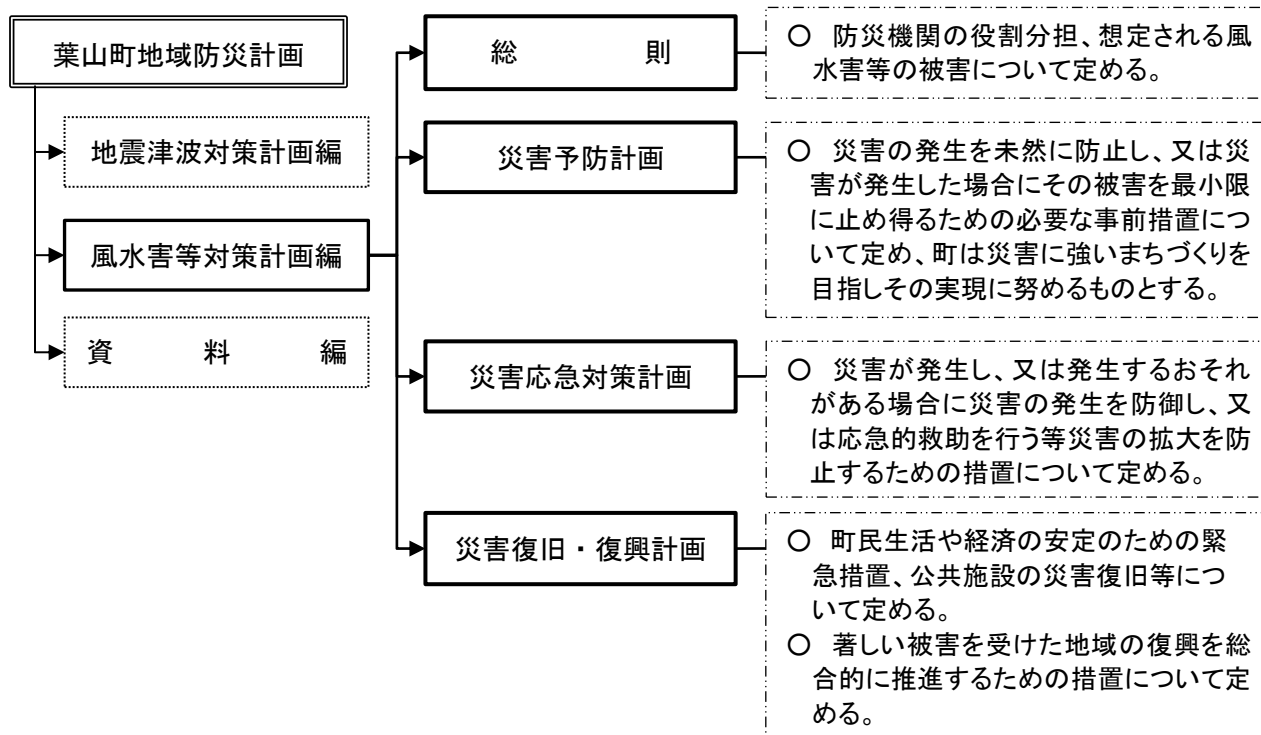 葉山町地域防災計画
地震津波対策計画編
風水害等対策計画編
資　料　編
総　則
○ 防災機関の役割分担、想定される風
水害等の被害について定める。
災害予防計画
○ 災害の発生を未然に防止し、又は災
害が発生した場合にその被害を最小限
に止め得るための必要な事前措置につ
いて定め、町は災害に強いまちづくりを
目指しその実現に努めるものとする。
災害応急対策計画
○ 災害が発生し、又は発生するおそれ
がある場合に災害の発生を防御し、又
は応急的救助を行う等災害の拡大を防
止するための措置について定める。
災害復旧・復興計画
○ 町民生活や経済の安定のための緊
急措置、公共施設の災害復旧等につ
いて定める。
○ 著しい被害を受けた地域の復興を総
合的に推進するための措置について定
める。